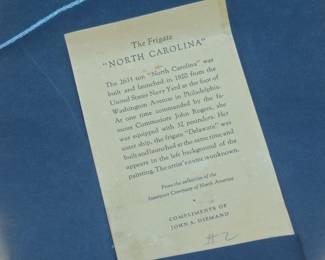 The Frigate
"NORTH CAROLINA"
The 2633 ton "North Carolina" was
built and launched in 1820 from the
United States Navy Yard at the foot of
Washington Avenue in Philadelphia.
At one time commanded by the fa-
mous Commodore John Rogers, she
was equipped with 32 pounders. Her
sister ship, the frigate "Delaware" was
built and launched at the same time and
appears in the left background of the
painting. The artist's name is unknown.
From the collection of the
Insurance Company of North America
COMPLIMENTS OF
JOHN A. DIEMAND
#2